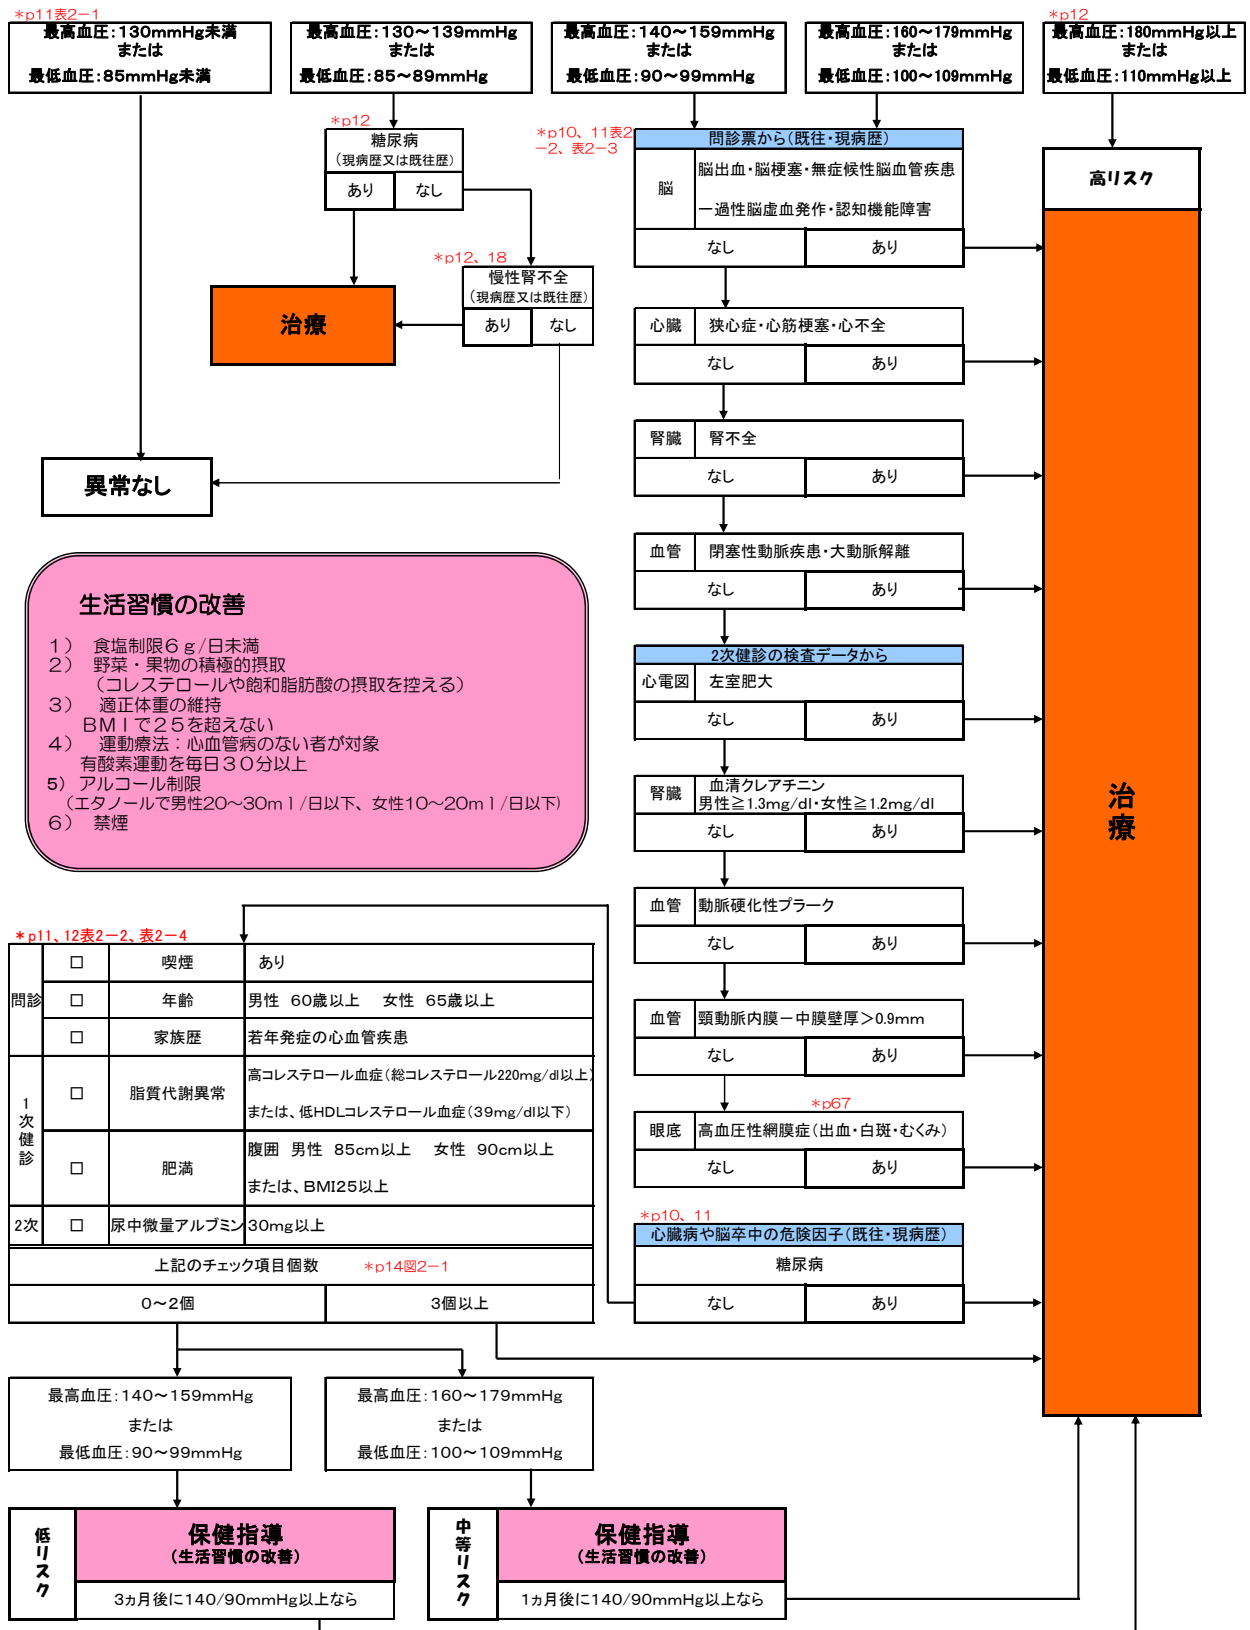 *p11表2−1
最高血圧:130mmHg未満
または
最低血圧:85mmHg未満
最高血圧:130〜139mmHg
または
最低血圧:85〜89mmHg
最高血圧:140〜159mmHg
または
最低血圧:90〜99mmHg
最高血圧:160〜179mmHg
または
最低血圧:100〜109mmHg
*p12
最高血圧:180mmHg以上
または
最低血圧:110mmHg以上
*p12
糖尿病
(現病歴又は既往歴)
あり
なし
*p12、18
慢性腎不全
(現病歴又は既往歴)
あり
なし
治療
異常なし
*p10、11表2
−2、表2−3
問診票から(既往・現病歴)
脳
脳出血・脳梗塞・無症候性脳血管疾患
一過性脳虚血発作・認知機能障害
なし
あり
心臓
狭心症・心筋梗塞・心不全
なし
あり
腎臓
腎不全
なし
あり
血管
閉塞性動脈疾患・大動脈解離
なし
あり
2次健診の検査データから
心電図
左室肥大
なし
あり
腎臓
血清クレアチニン
男性≧1.3mg/dl・女性≧1.2mg/dl
なし
あり
血管
動脈硬化性プラーク
なし
あり
血管
頸動脈内膜−中膜壁厚>0.9mm
なし
あり
*p67
眼底
高血圧性網膜症(出血・白斑・むくみ)
なし
あり
*p10、11
心臓病や脳卒中の危険因子(既往・現病歴)
糖尿病
なし
あり
高リスク
治療
生活習慣の改善
1) 食塩制限6g/日未満
2) 野菜・果物の積極的摂取
(コレステロールや飽和脂肪酸の摂取を控える)
3) 適正体重の維持
BMIで25を超えない
4) 運動療法:心血管病のない者が対象
有酸素運動を毎日30分以上
5) アルコール制限
(エタノールで男性20〜30ml/日以下、女性10〜20ml/日以下)
6) 禁煙
*p11、12表2−2、表2−4
問診
□ 喫煙 あり
□ 年齢 男性 60歳以上 女性 65歳以上
□ 家族歴 若年発症の心血管疾患
1次健診
□ 脂質代謝異常
高コレステロール血症(総コレステロール220mg/dl以上)
または、低HDLコレステロール血症(39mg/dl以下)
□ 肥満
腹囲 男性 85cm以上 女性 90cm以上
または、BMI25以上
2次 □ 尿中微量アルブミン 30mg以上
上記のチェック項目個数 *p14図2−1
0〜2個
3個以上
最高血圧:140〜159mmHg
または
最低血圧:90〜99mmHg
最高血圧:160〜179mmHg
または
最低血圧:100〜109mmHg
低リスク
保健指導
(生活習慣の改善)
3ヵ月後に140/90mmHg以上なら
中等リスク
保健指導
(生活習慣の改善)
1ヵ月後に140/90mmHg以上なら